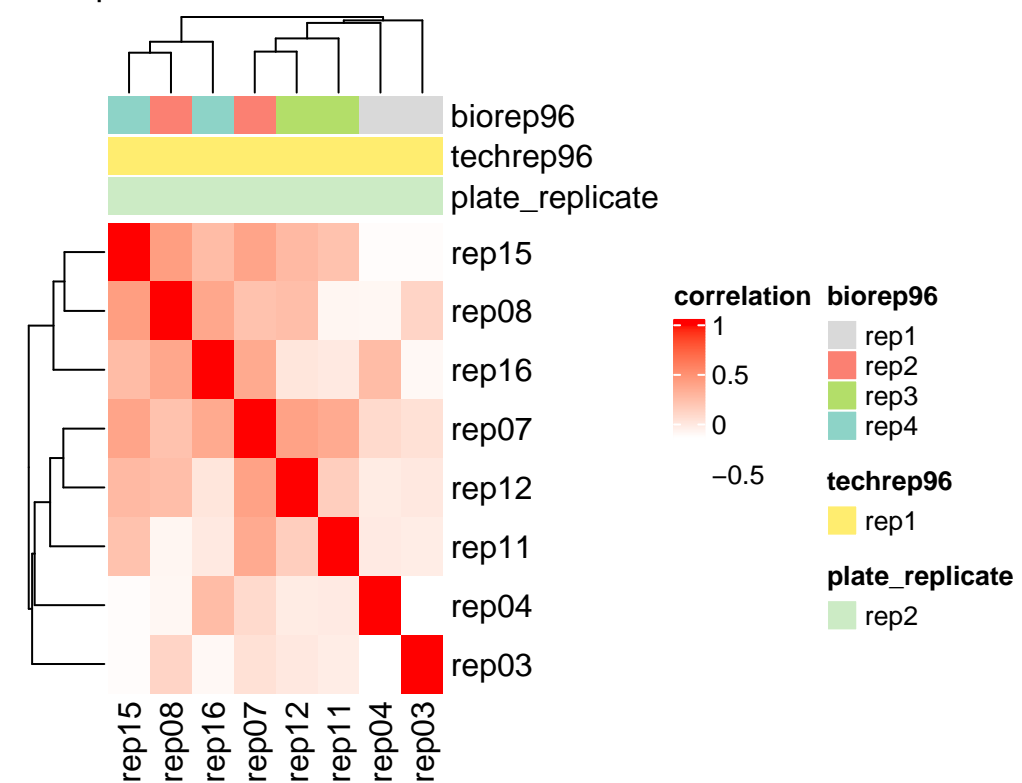 biorep96
techrep96
plate_replicate
rep15
rep08
rep16
rep07
rep12
rep11
rep04
rep03
rep15 rep08 rep16 rep07 rep12 rep11 rep04 rep03
correlation
1
0.5
0
−0.5
biorep96
rep1
rep2
rep3
rep4
techrep96
rep1
plate_replicate
rep2